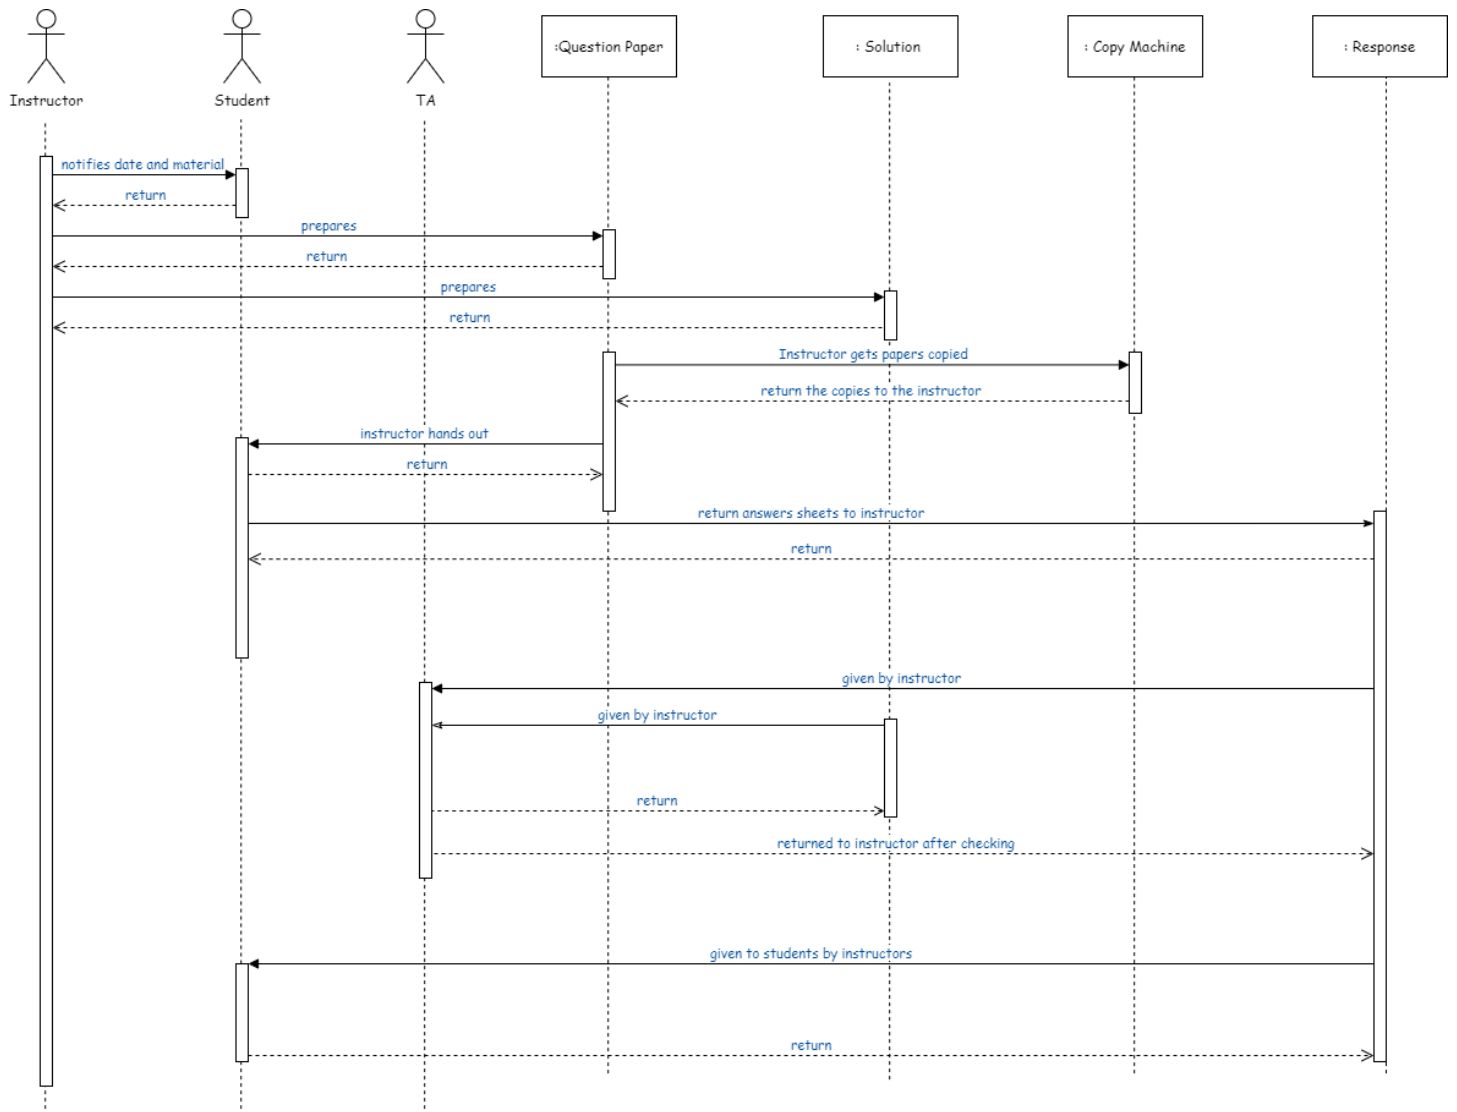 :Question Paper
: Solution
: Copy Machine
: Response
Instructor
Student
TA
notifies date and material
return
prepares
return
prepares
return
Instructor gets papers copied
return the copies to the instructor
instructor hands out
return
return answers sheets to instructor
return
given by instructor
given by instructor
return
returned to instructor after checking
given to students by instructors
return